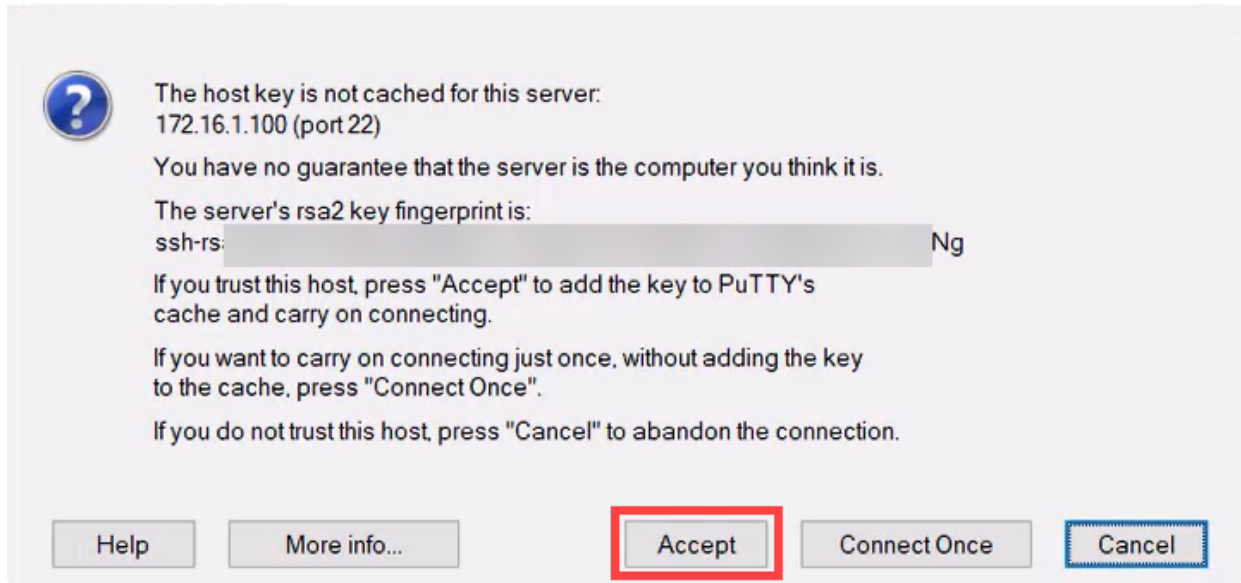 The host key is not cached for this server:
172.16.1.100 (port 22)
You have no guarantee that the server is the computer you think it is.
The server's rsa2 key fingerprint is:
ssh-rs Ng
If you trust this host, press "Accept" to add the key to PuTTY's
cache and carry on connecting.
If you want to carry on connecting just once, without adding the key
to the cache, press "Connect Once".
If you do not trust this host, press "Cancel" to abandon the connection.
Help More info... Accept Connect Once Cancel